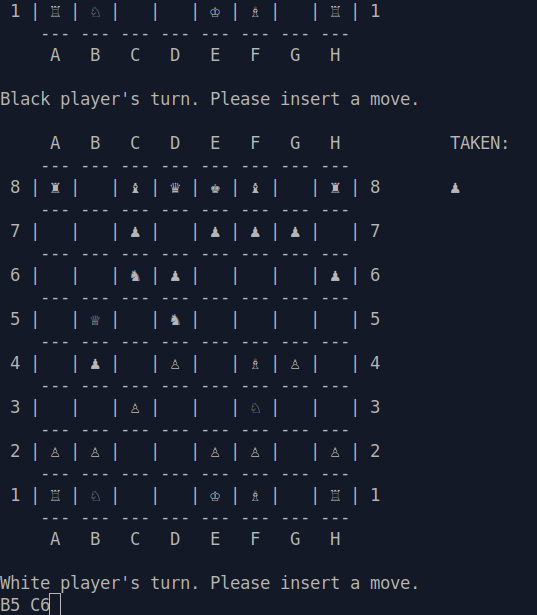 1 | ♖ | ♘ |   |   | ♔ | ♗ |   | ♖ | 1
--- --- --- --- --- --- --- ---
A B C D E F G H
Black player's turn. Please insert a move.
A B C D E F G H TAKEN:
--- --- --- --- --- --- --- ---
8 | ♜ |   | ♝ | ♛ | ♚ | ♝ |   | ♜ | 8 ♟
--- --- --- --- --- --- --- ---
7 |   |   | ♟ |   | ♟ | ♟ | ♟ |   | 7
--- --- --- --- --- --- --- ---
6 |   |   | ♞ | ♟ |   |   |   | ♟ | 6
--- --- --- --- --- --- --- ---
5 |   | ♕ |   | ♞ |   |   |   |   | 5
--- --- --- --- --- --- --- ---
4 |   | ♟ |   | ♙ |   | ♗ | ♙ |   | 4
--- --- --- --- --- --- --- ---
3 |   |   | ♙ |   |   | ♘ |   |   | 3
--- --- --- --- --- --- --- ---
2 | ♙ | ♙ |   |   | ♙ | ♙ |   | ♙ | 2
--- --- --- --- --- --- --- ---
1 | ♖ | ♘ |   |   | ♔ | ♗ |   | ♖ | 1
--- --- --- --- --- --- --- ---
A B C D E F G H
White player's turn. Please insert a move.
B5 C6